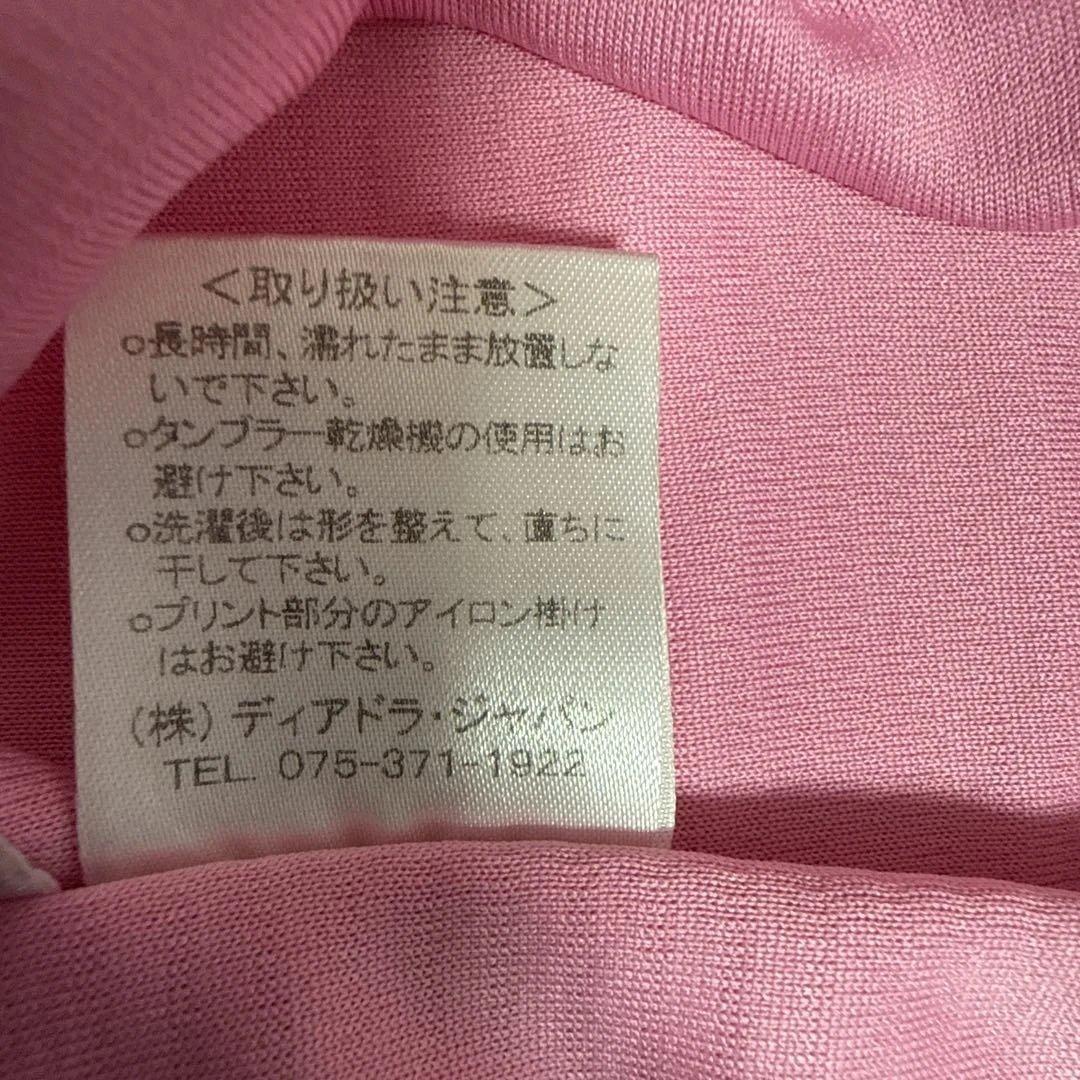 <取り扱い注意>
○長時間、濡れたまま放置しな
いで下さい。
○タンブラー乾燥機の使用はお
避け下さい。
○洗濯後は形を整えて、直ちに
干して下さい。
○プリント部分のアイロン掛け
はお避け下さい。
(株)ディアドラ・ジャパン
TEL. 075-371-1922